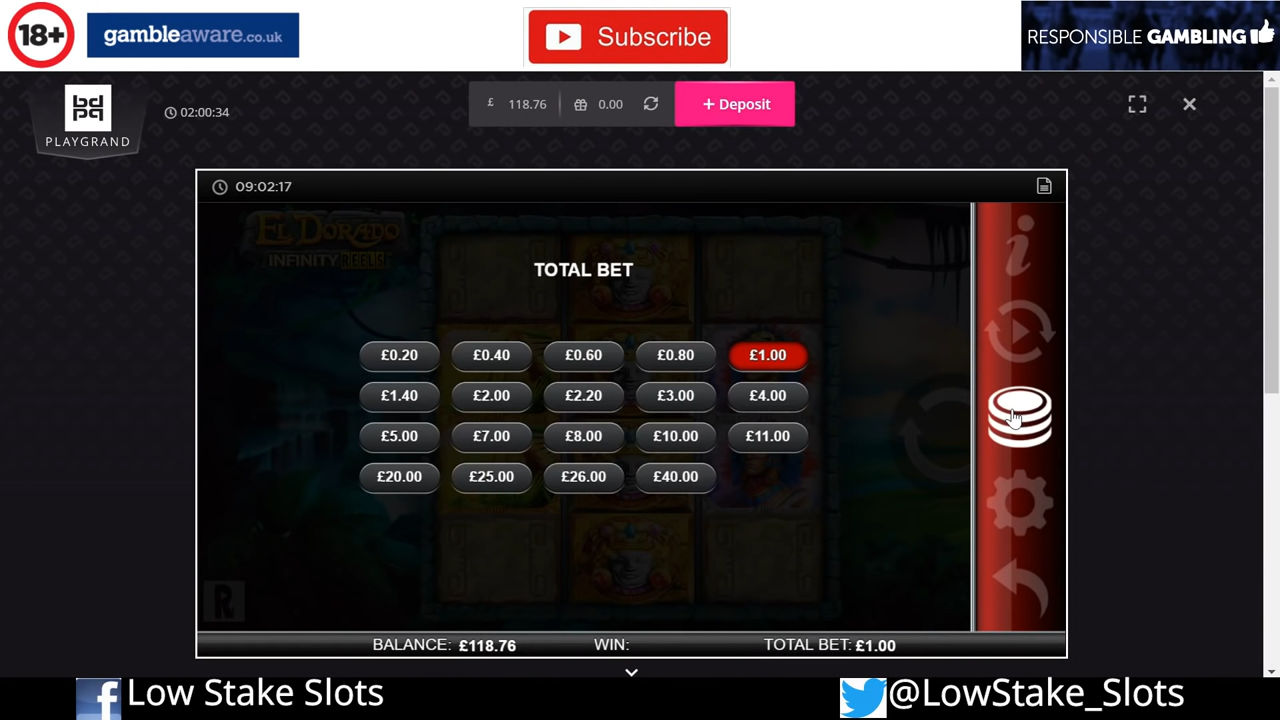 18+
gambleaware.co.uk
Subscribe
RESPONSIBLE GAMBLING
PLAYGRAND
02:00:34
£ 118.76
0.00
+ Deposit
09:02:17
EL DORADO
INFINITY REELS
TOTAL BET
£0.20 £0.40 £0.60 £0.80 £1.00
£1.40 £2.00 £2.20 £3.00 £4.00
£5.00 £7.00 £8.00 £10.00 £11.00
£20.00 £25.00 £26.00 £40.00
R
BALANCE: £118.76 WIN: TOTAL BET: £1.00
f Low Stake Slots
@LowStake_Slots